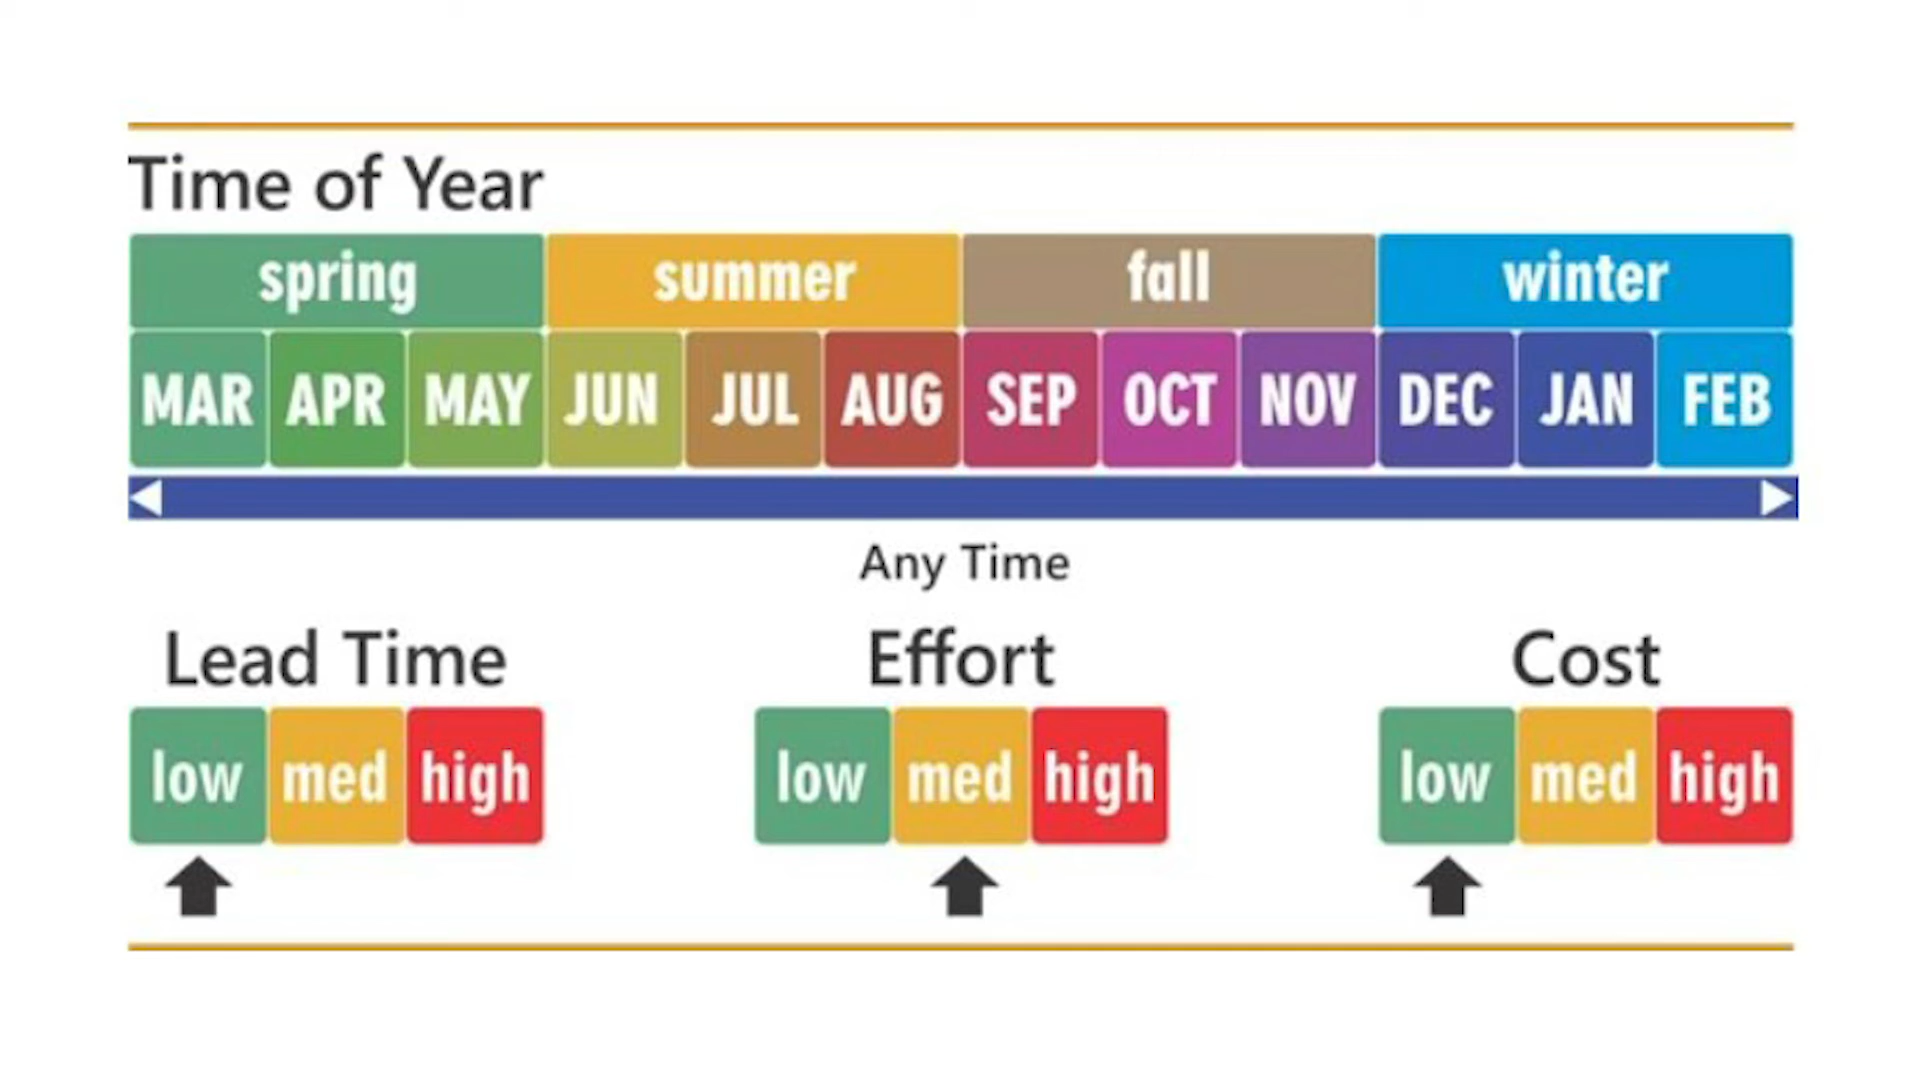 Time of Year
spring summer fall winter
MAR APR MAY JUN JUL AUG SEP OCT NOV DEC JAN FEB
Any Time
Lead Time Effort Cost
low med high low med high low med high